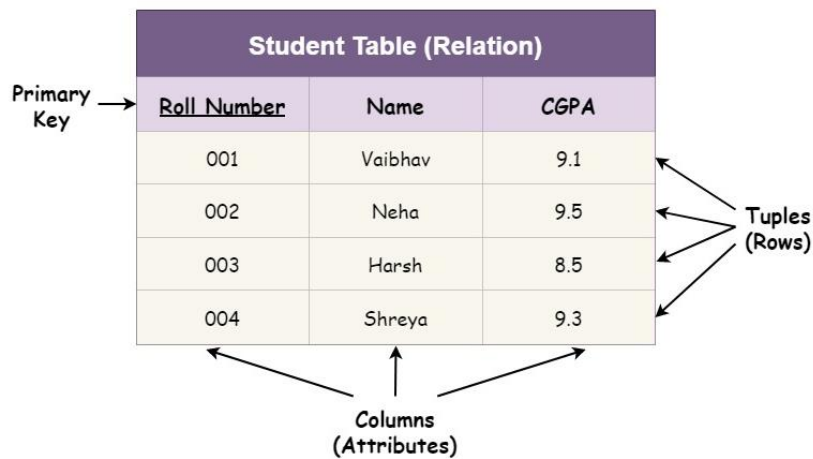 Student Table (Relation)
Primary
Key
Roll Number Name CGPA
001 Vaibhav 9.1
002 Neha 9.5
003 Harsh 8.5
004 Shreya 9.3
Tuples
(Rows)
Columns
(Attributes)